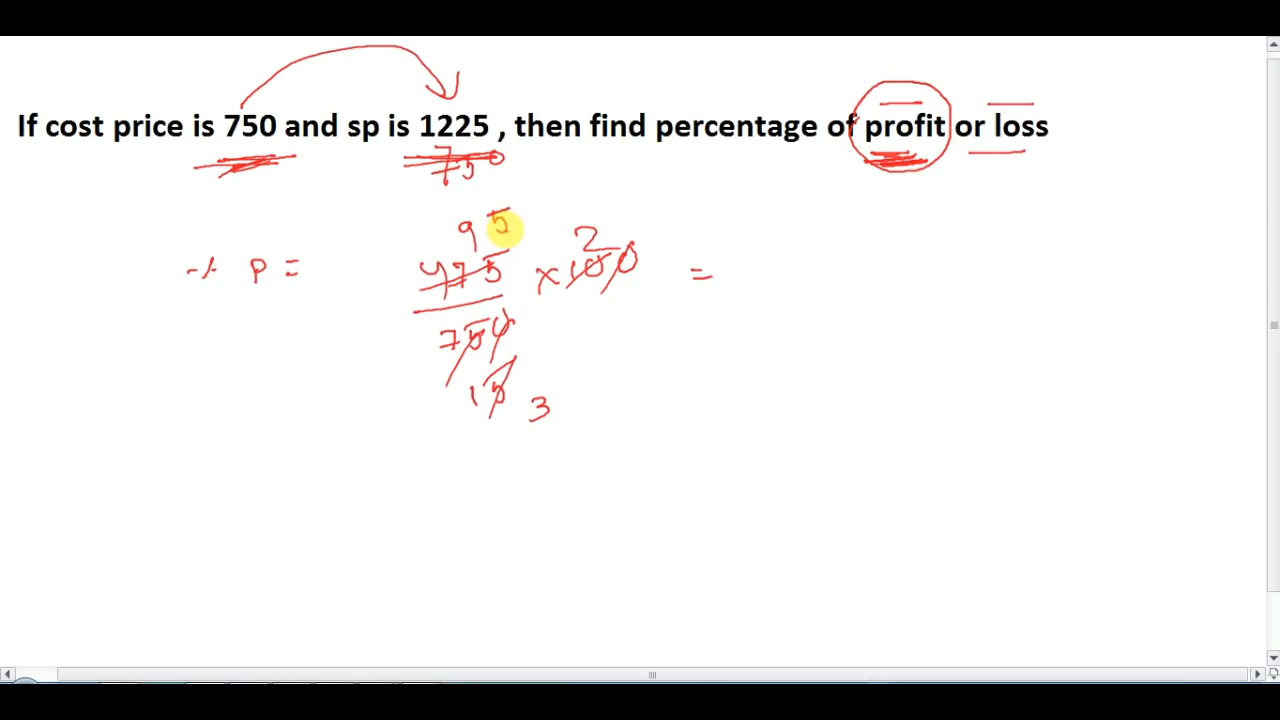 If cost price is 750 and sp is 1225 , then find percentage of profit or loss
750
95 2
% P = 475 × 100 =
750
15 3